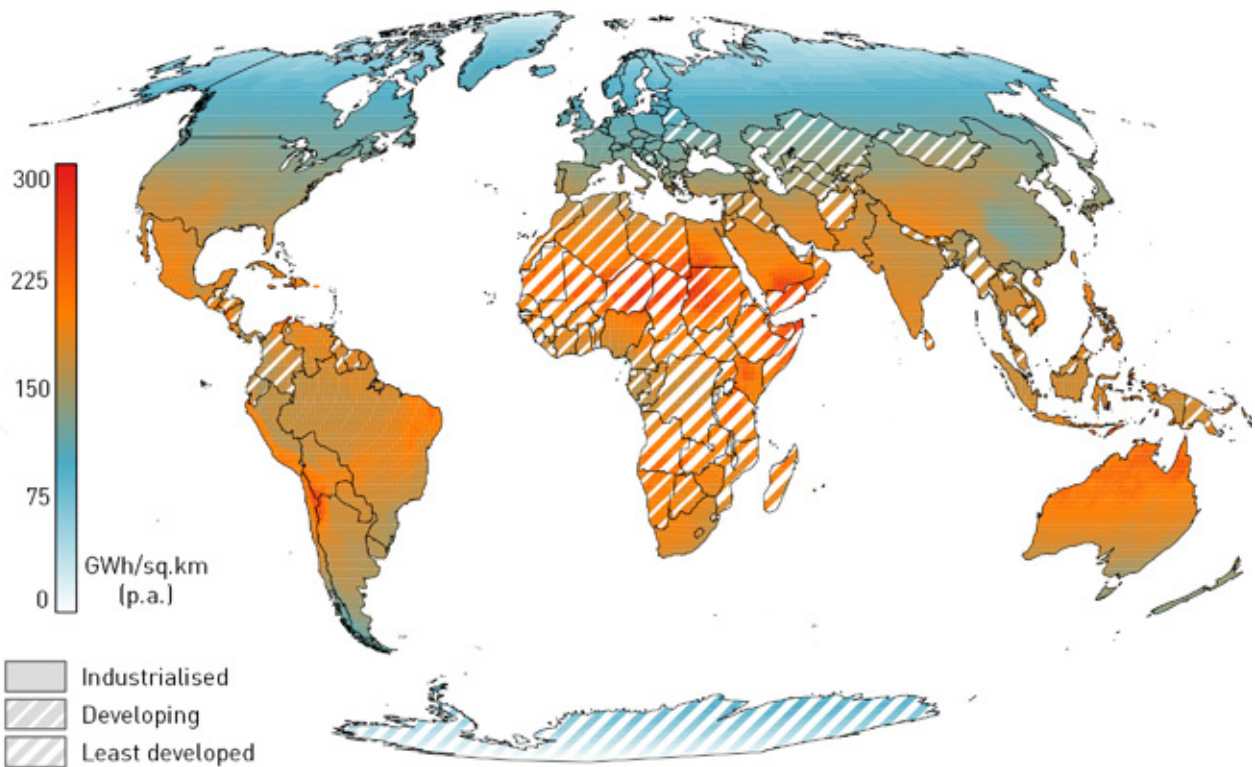 300
225
150
75
0
GWh/sq.km
(p.a.)
Industrialised
Developing
Least developed